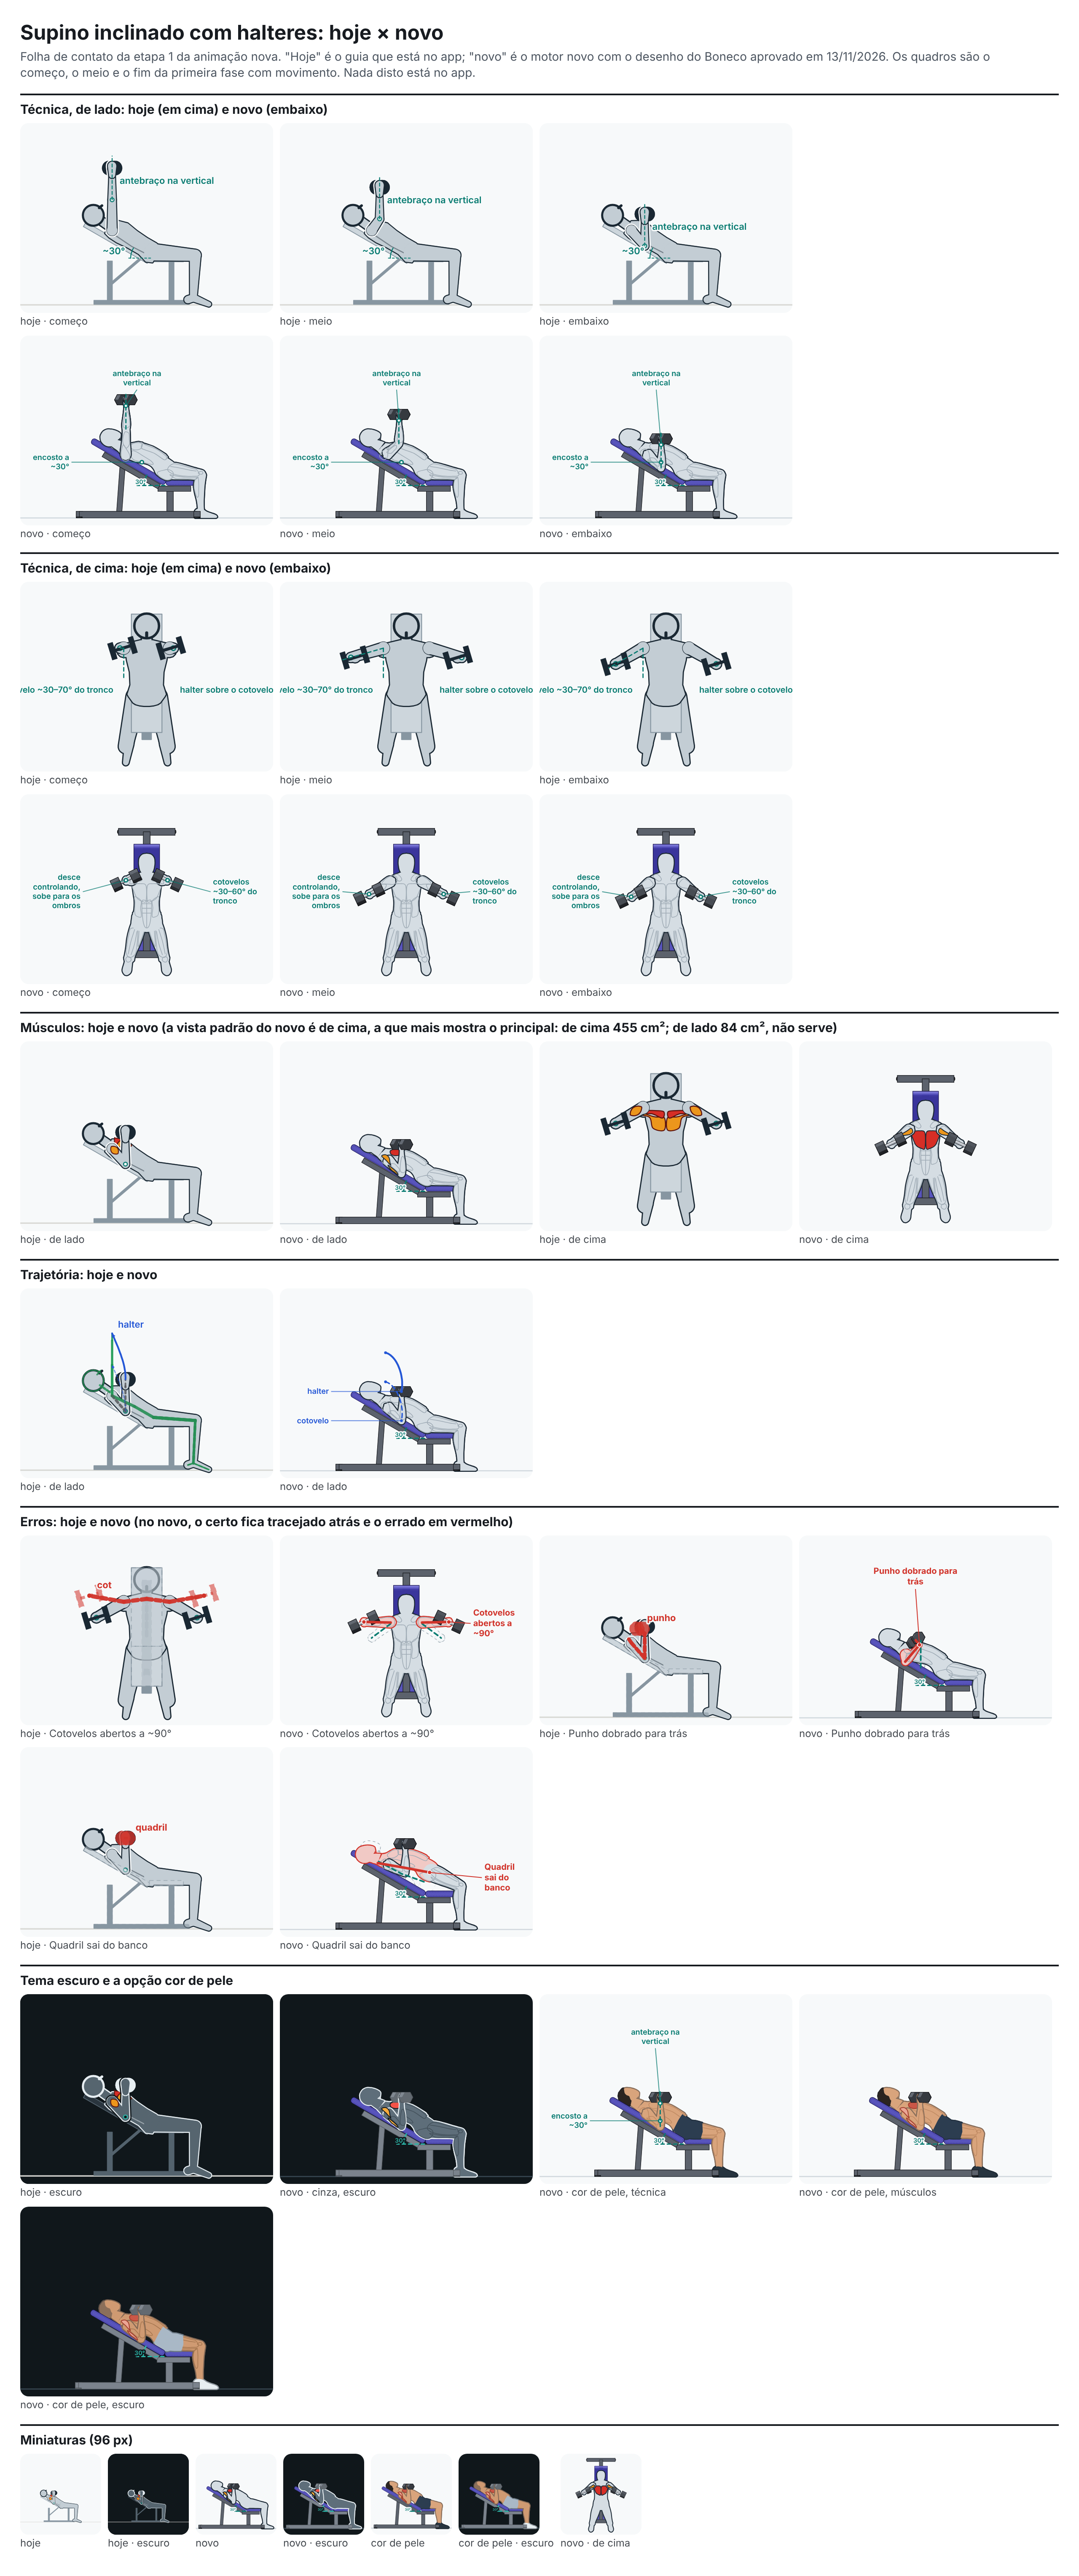 Supino inclinado com halteres: hoje × novo
Folha de contato da etapa 1 da animação nova. "Hoje" é o guia que está no app; "novo" é o motor novo com o desenho do Boneco aprovado em 13/11/2026. Os quadros são o
começo, o meio e o fim da primeira fase com movimento. Nada disto está no app.
Técnica, de lado: hoje (em cima) e novo (embaixo)
antebraço na vertical
~30°
antebraço na vertical
~30°
antebraço na vertical
~30°
hoje · começo
hoje · meio
hoje · embaixo
antebraço na
vertical
encosto a
~30°
30°
antebraço na
vertical
encosto a
~30°
30°
antebraço na
vertical
encosto a
~30°
30°
novo · começo
novo · meio
novo · embaixo
Técnica, de cima: hoje (em cima) e novo (embaixo)
velo ~30–70° do tronco
halter sobre o cotovelo
velo ~30–70° do tronco
halter sobre o cotovelo
velo ~30–70° do tronco
halter sobre o cotovelo
hoje · começo
hoje · meio
hoje · embaixo
desce
controlando,
sobe para os
ombros
cotovelos
~30–60° do
tronco
desce
controlando,
sobe para os
ombros
cotovelos
~30–60° do
tronco
desce
controlando,
sobe para os
ombros
cotovelos
~30–60° do
tronco
novo · começo
novo · meio
novo · embaixo
Músculos: hoje e novo (a vista padrão do novo é de cima, a que mais mostra o principal: de cima 455 cm²; de lado 84 cm², não serve)
30°
hoje · de lado
novo · de lado
hoje · de cima
novo · de cima
Trajetória: hoje e novo
halter
halter
cotovelo
30°
hoje · de lado
novo · de lado
Erros: hoje e novo (no novo, o certo fica tracejado atrás e o errado em vermelho)
cot
Cotovelos
abertos a
~90°
punho
Punho dobrado para
trás
30°
hoje · Cotovelos abertos a ~90°
novo · Cotovelos abertos a ~90°
hoje · Punho dobrado para trás
novo · Punho dobrado para trás
quadril
Quadril
sai do
banco
30°
hoje · Quadril sai do banco
novo · Quadril sai do banco
Tema escuro e a opção cor de pele
30°
antebraço na
vertical
encosto a
~30°
30°
30°
hoje · escuro
novo · cinza, escuro
novo · cor de pele, técnica
novo · cor de pele, músculos
30°
novo · cor de pele, escuro
Miniaturas (96 px)
hoje
hoje · escuro
novo
novo · escuro
cor de pele
cor de pele · escuro
novo · de cima